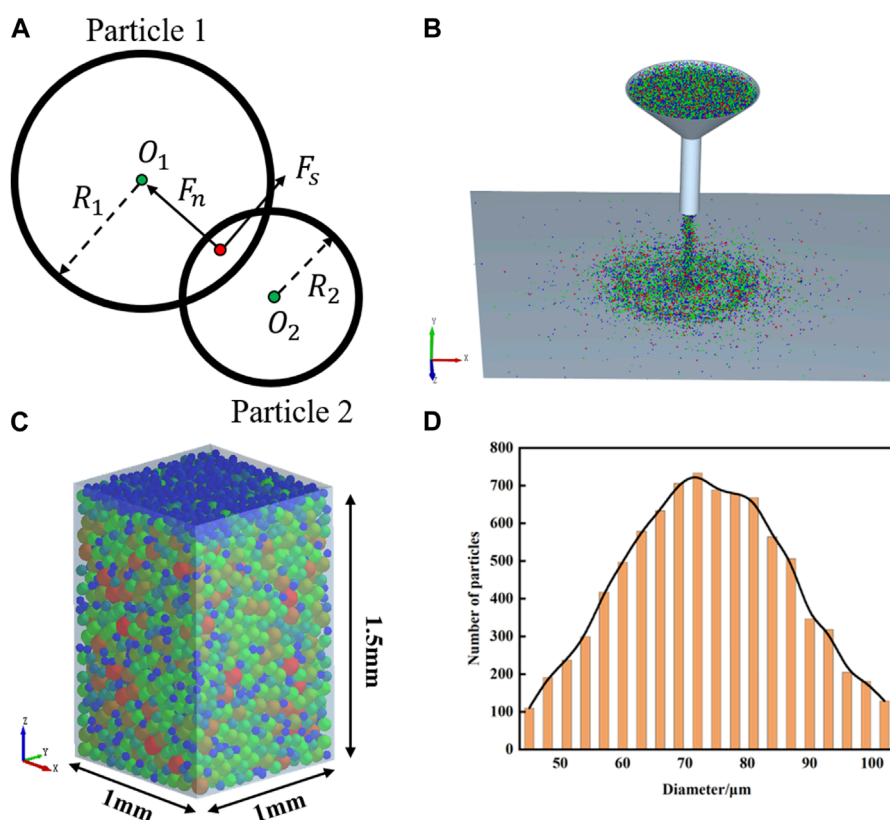 A
Particle 1
O₁
Fₙ
Fₛ
R₁
R₂
O₂
Particle 2
B
Y
X
Z
C
1.5mm
1mm
1mm
Z
Y
X
D
Number of particles
800
700
600
500
400
300
200
100
0
50 60 70 80 90 100
Diameter/μm